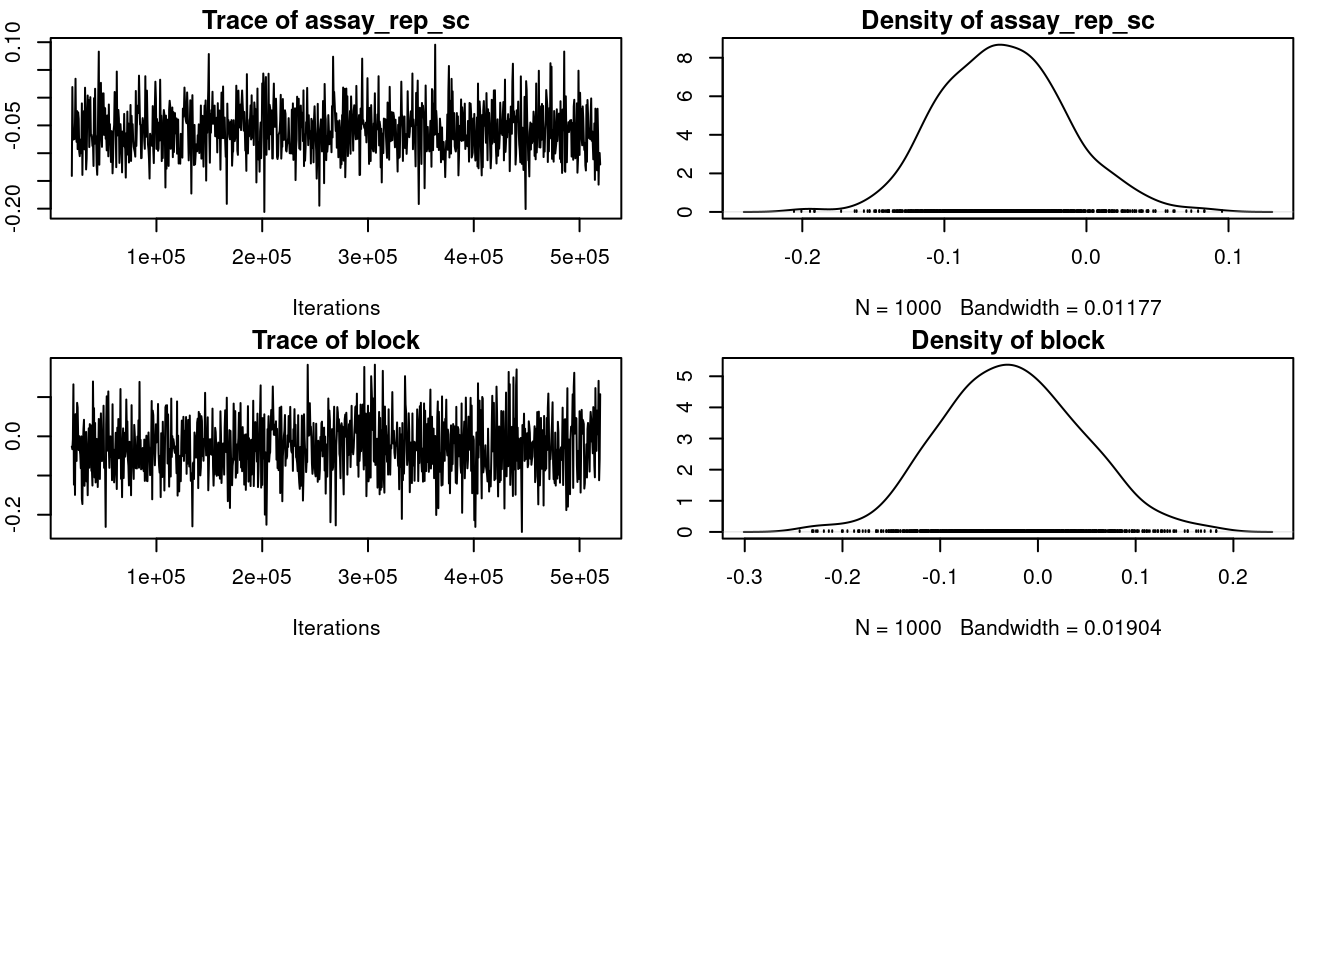 Trace of assay_rep_sc
0.10
-0.05
-0.20
1e+05 2e+05 3e+05 4e+05 5e+05
Iterations
Density of assay_rep_sc
8
6
4
2
0
-0.2 -0.1 0.0 0.1
N = 1000 Bandwidth = 0.01177
Trace of block
0.0
-0.2
1e+05 2e+05 3e+05 4e+05 5e+05
Iterations
Density of block
5
4
3
2
1
0
-0.3 -0.2 -0.1 0.0 0.1 0.2
N = 1000 Bandwidth = 0.01904